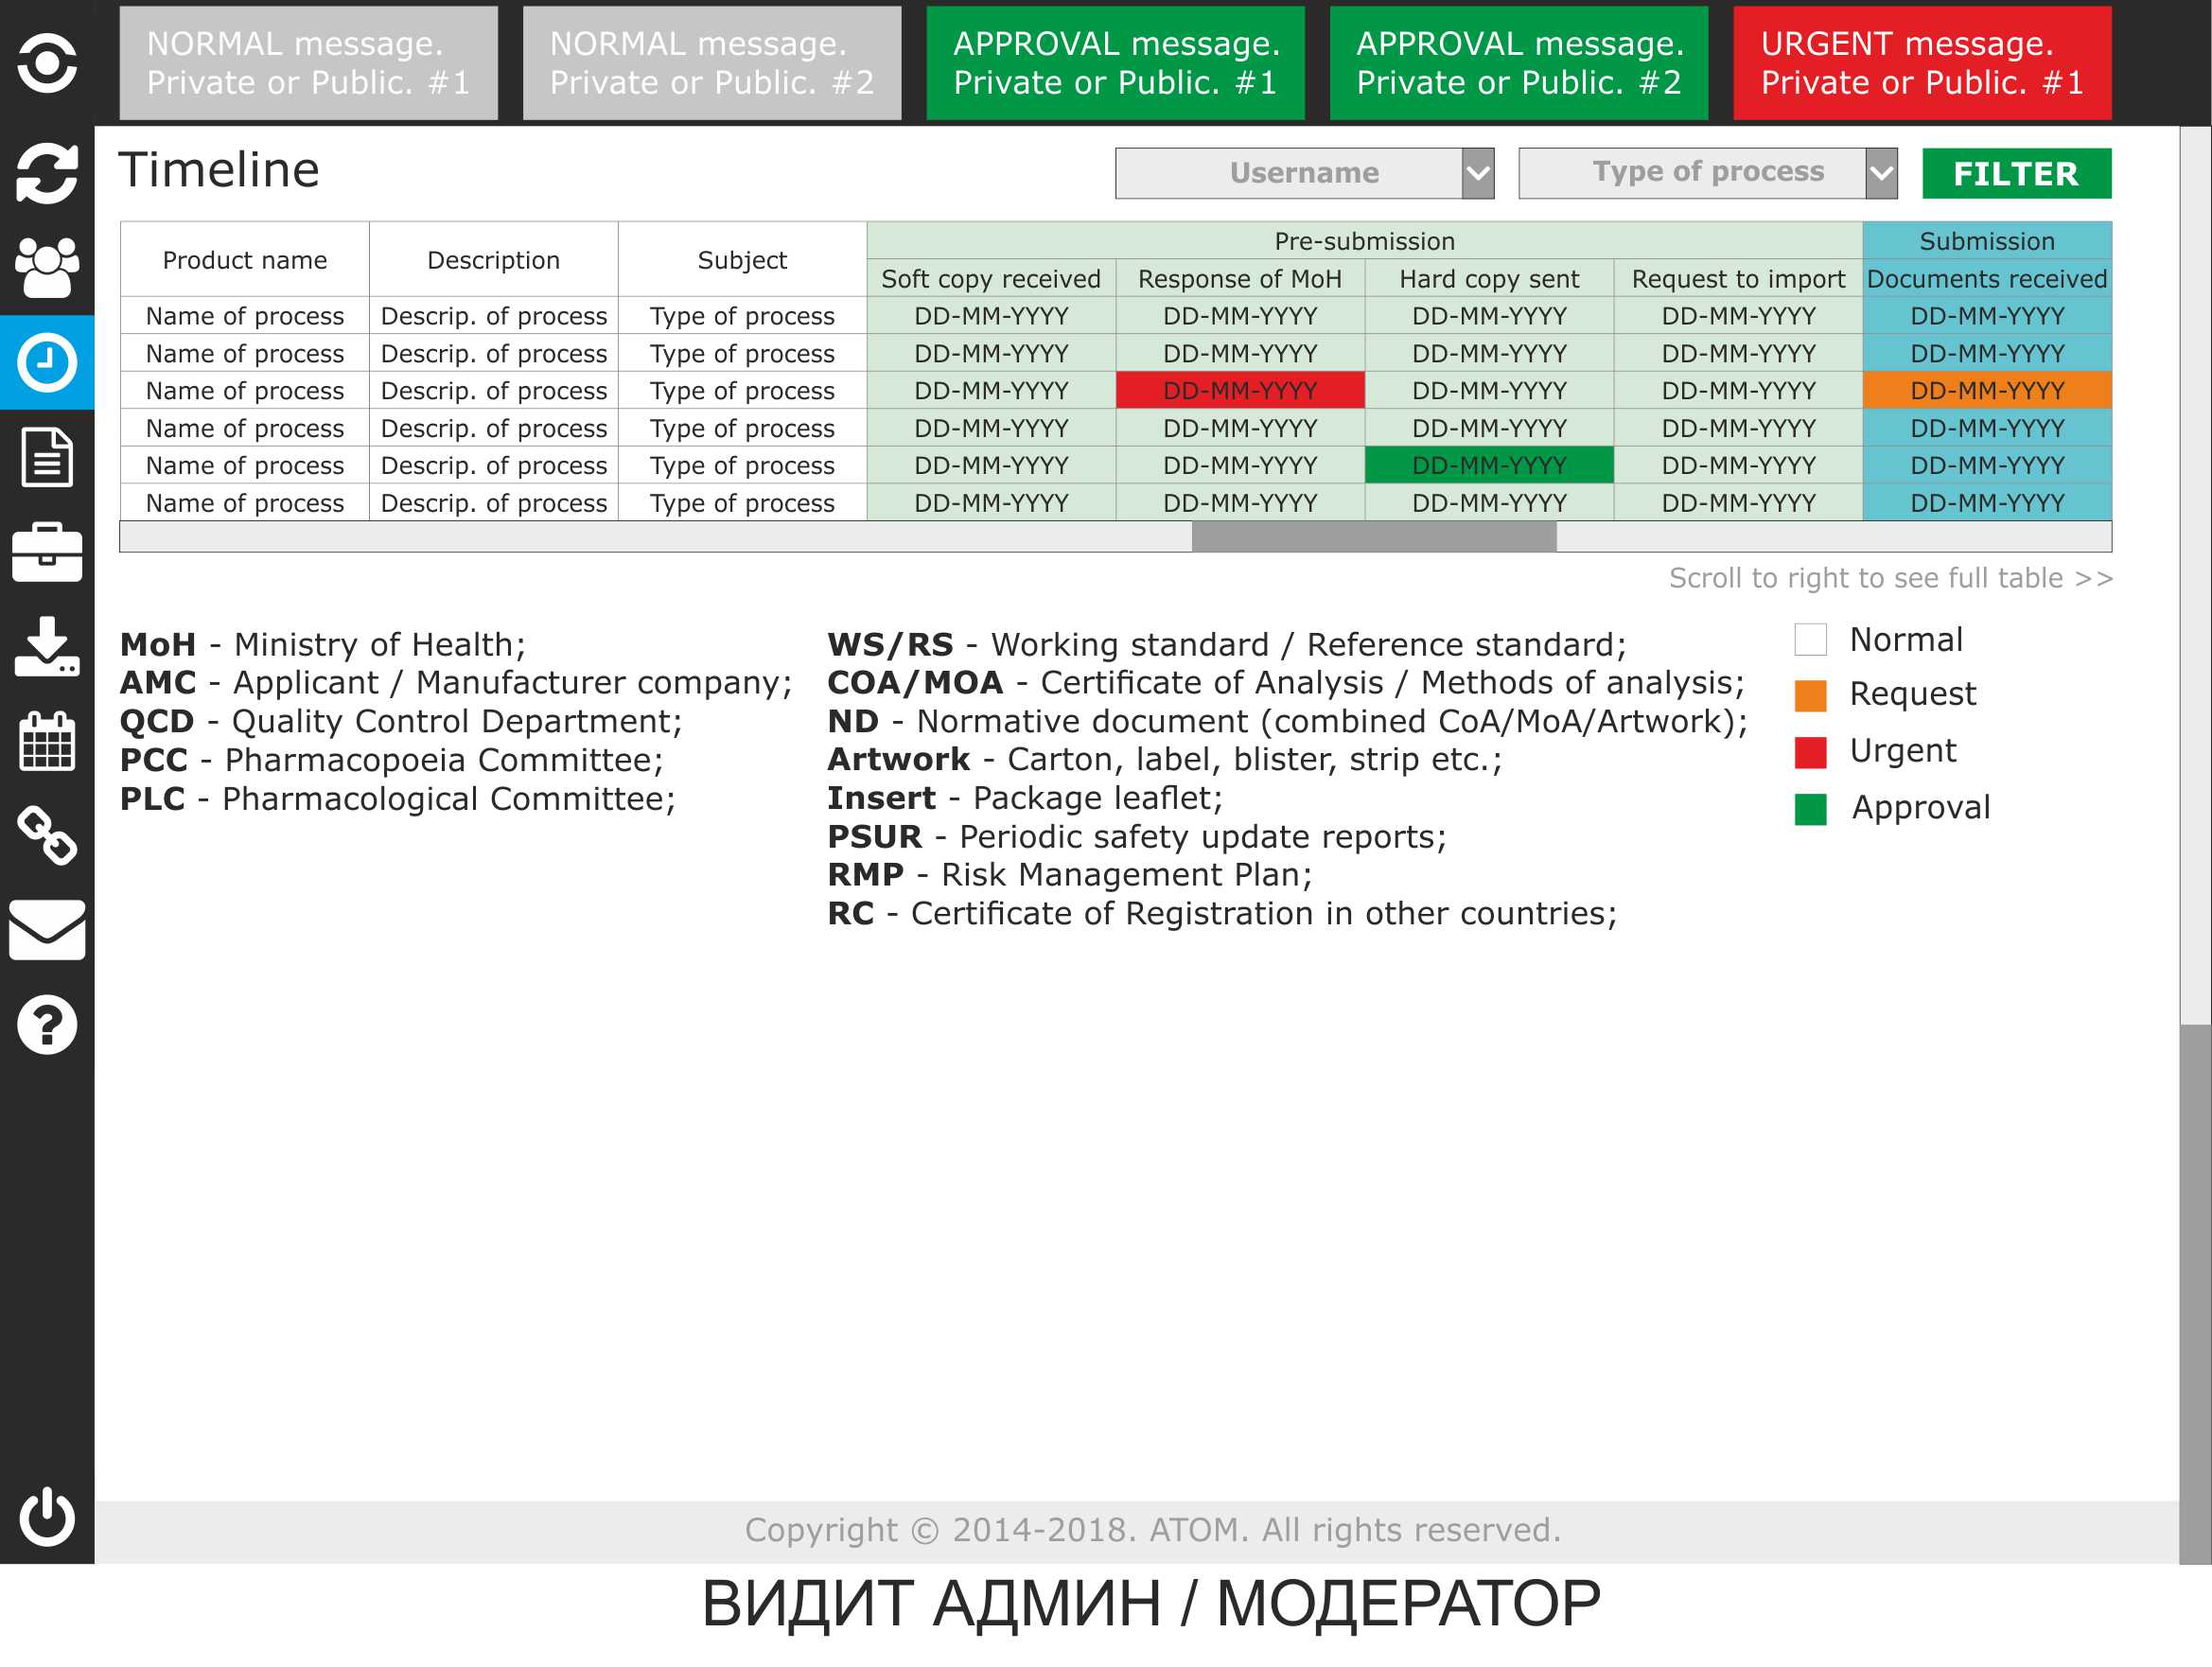 NORMAL message.
Private or Public. #1
NORMAL message.
Private or Public. #2
APPROVAL message.
Private or Public. #1
APPROVAL message.
Private or Public. #2
URGENT message.
Private or Public. #1
Timeline
Username
Type of process
FILTER
Product name Description Subject Pre-submission Submission
Soft copy received Response of MoH Hard copy sent Request to import Documents received
Name of process Descrip. of process Type of process DD-MM-YYYY DD-MM-YYYY DD-MM-YYYY DD-MM-YYYY DD-MM-YYYY
Name of process Descrip. of process Type of process DD-MM-YYYY DD-MM-YYYY DD-MM-YYYY DD-MM-YYYY DD-MM-YYYY
Name of process Descrip. of process Type of process DD-MM-YYYY DD-MM-YYYY DD-MM-YYYY DD-MM-YYYY DD-MM-YYYY
Name of process Descrip. of process Type of process DD-MM-YYYY DD-MM-YYYY DD-MM-YYYY DD-MM-YYYY DD-MM-YYYY
Name of process Descrip. of process Type of process DD-MM-YYYY DD-MM-YYYY DD-MM-YYYY DD-MM-YYYY DD-MM-YYYY
Name of process Descrip. of process Type of process DD-MM-YYYY DD-MM-YYYY DD-MM-YYYY DD-MM-YYYY DD-MM-YYYY
Scroll to right to see full table >>
MoH - Ministry of Health;
AMC - Applicant / Manufacturer company;
QCD - Quality Control Department;
PCC - Pharmacopoeia Committee;
PLC - Pharmacological Committee;
WS/RS - Working standard / Reference standard;
COA/MOA - Certificate of Analysis / Methods of analysis;
ND - Normative document (combined CoA/MoA/Artwork);
Artwork - Carton, label, blister, strip etc.;
Insert - Package leaflet;
PSUR - Periodic safety update reports;
RMP - Risk Management Plan;
RC - Certificate of Registration in other countries;
Normal
Request
Urgent
Approval
Copyright © 2014-2018. ATOM. All rights reserved.
ВИДИТ АДМИН / МОДЕРАТОР